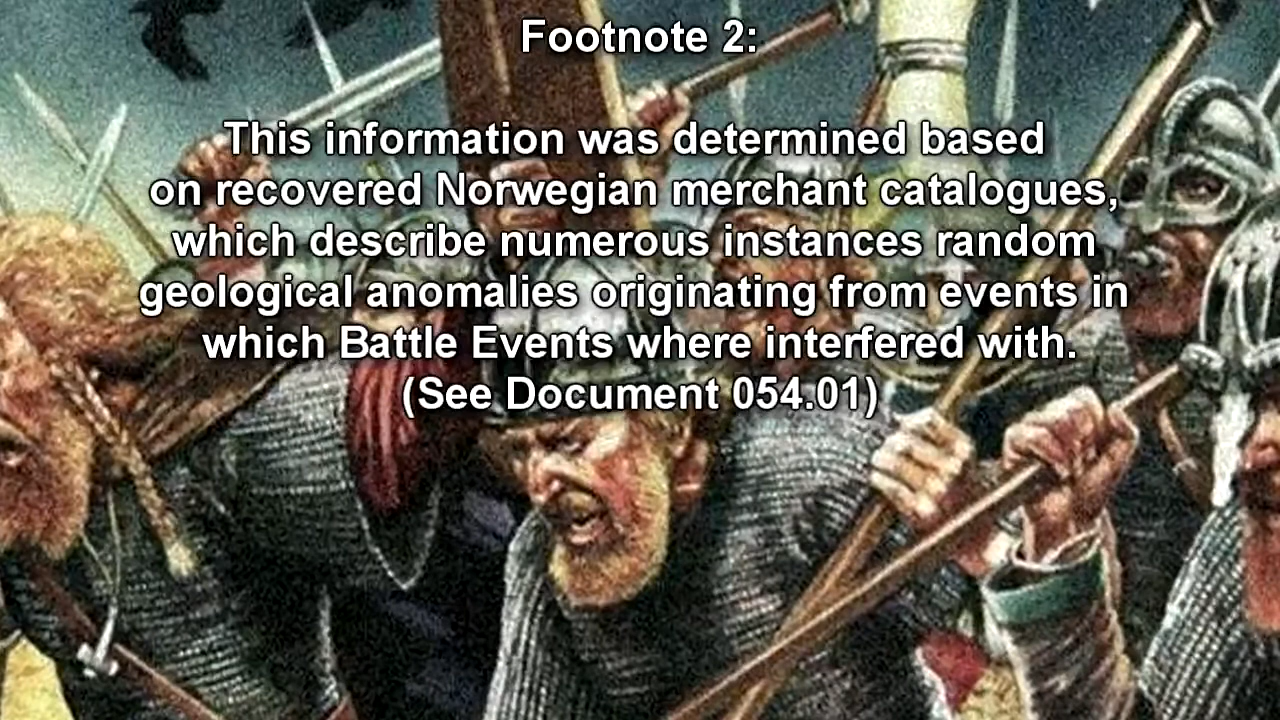 Footnote 2:
This information was determined based
on recovered Norwegian merchant catalogues,
which describe numerous instances random
geological anomalies originating from events in
which Battle Events where interfered with.
(See Document 054.01)